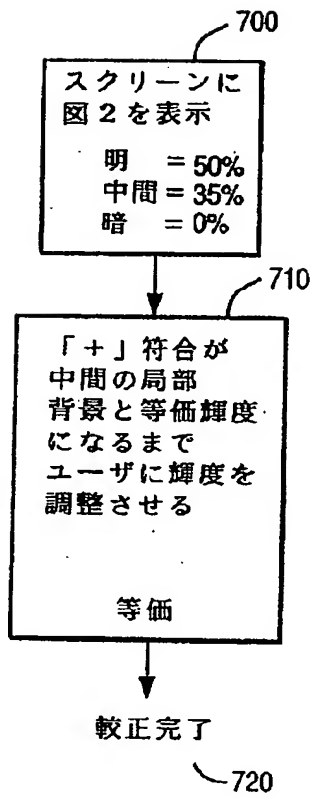 700
スクリーンに
図2を表示
明 =50%
中間=35%
暗 =0%
710
「+」符合が
中間の局部
背景と等価輝度
になるまで
ユーザに輝度を
調整させる
等価
較正完了
720